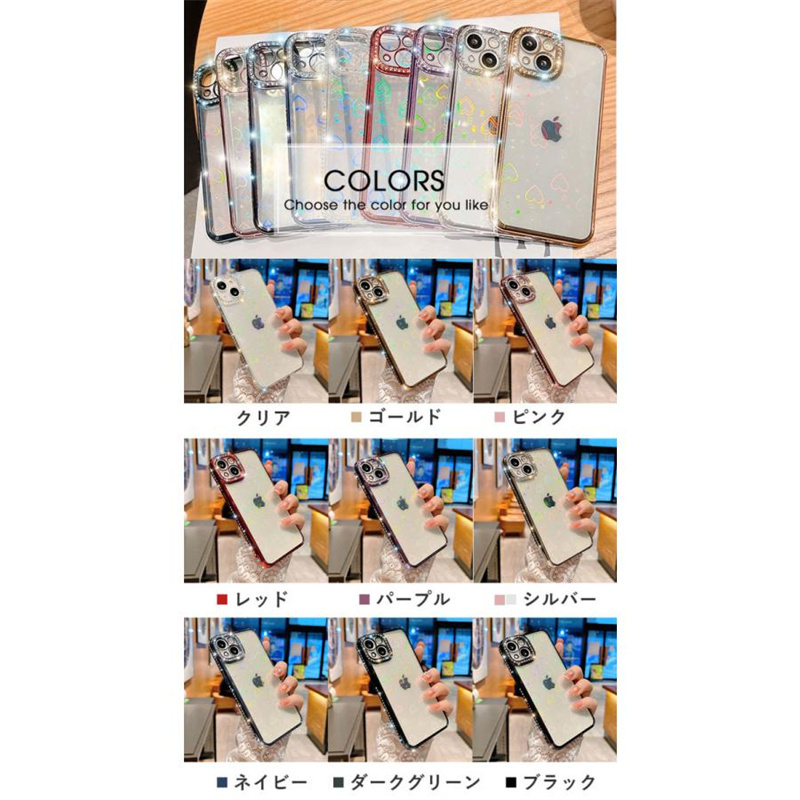 COLORS
Choose the color for you like
クリア
ゴールド
ピンク
レッド
パープル
シルバー
ネイビー
ダークグリーン
ブラック